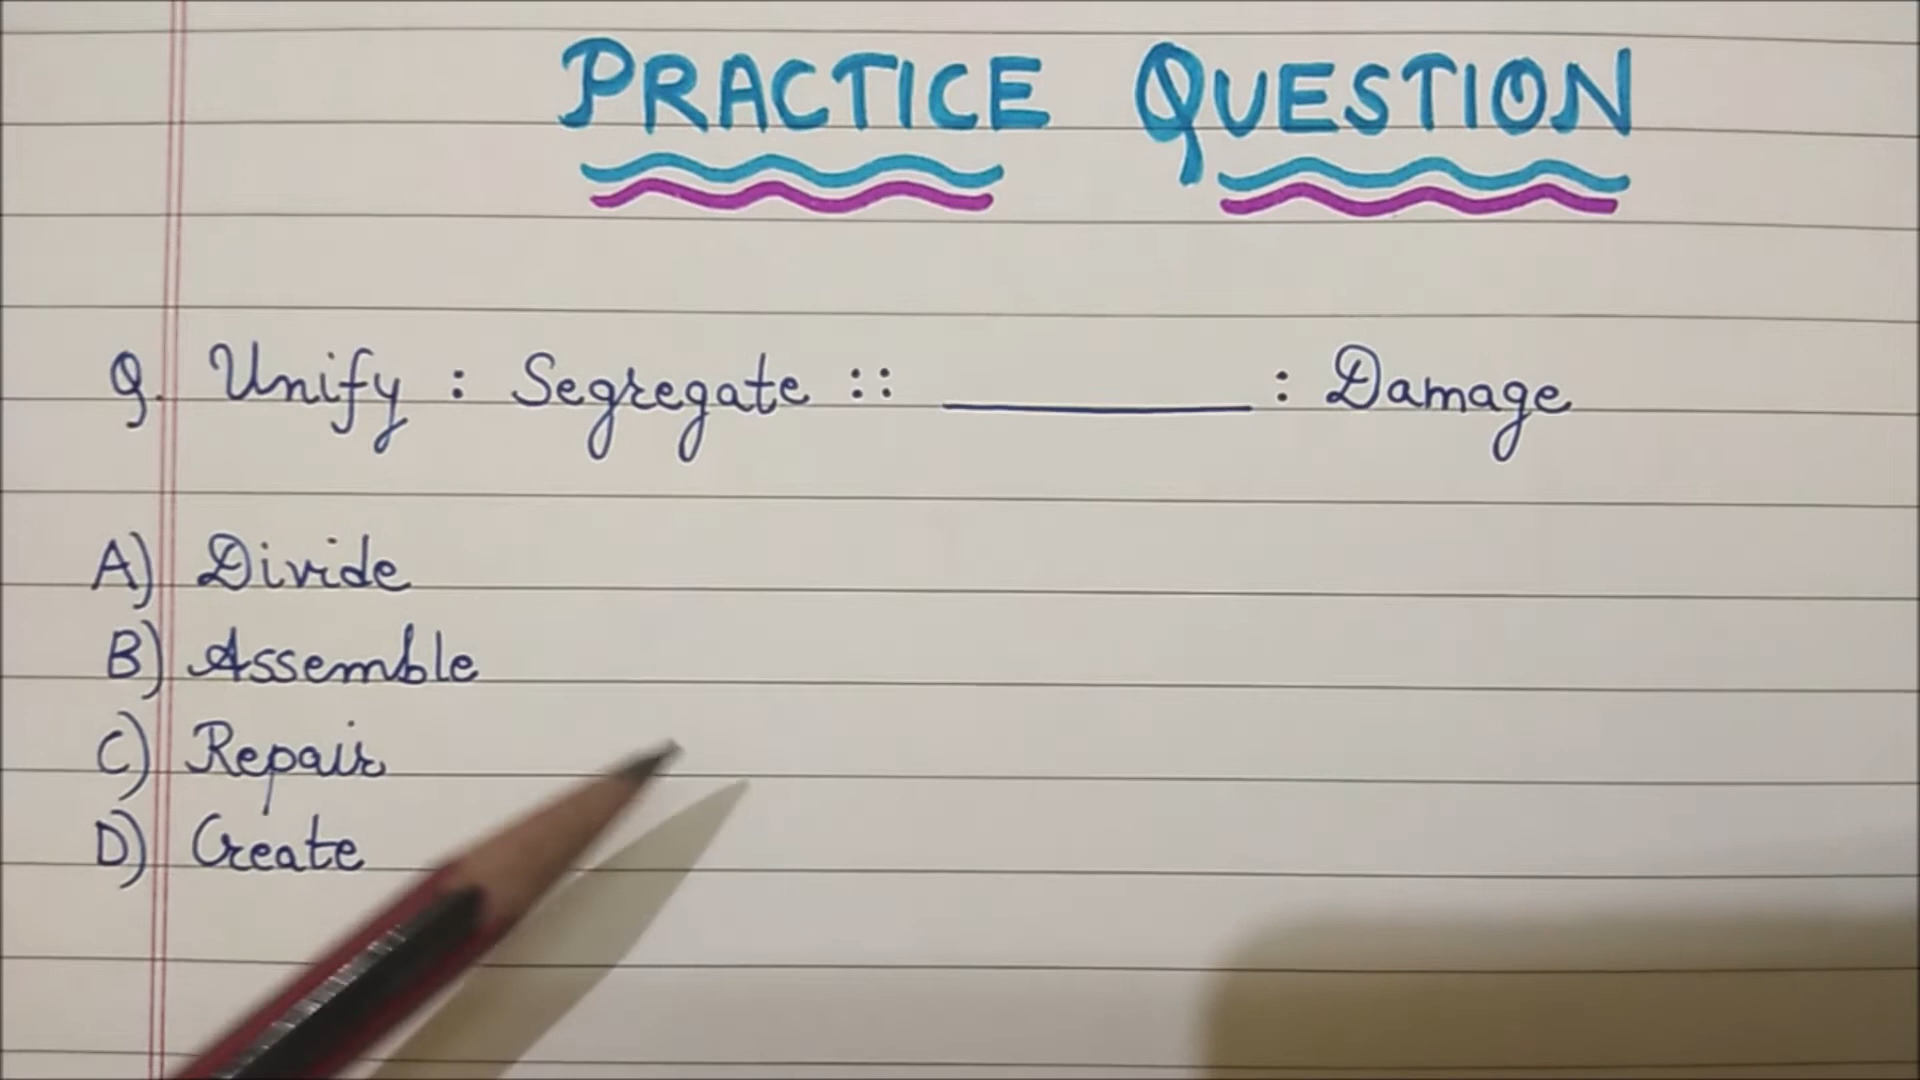 PRACTICE QUESTION
Q. Unify : Segregate :: ________ : Damage
A) Divide
B) Assemble
C) Repair
D) Create